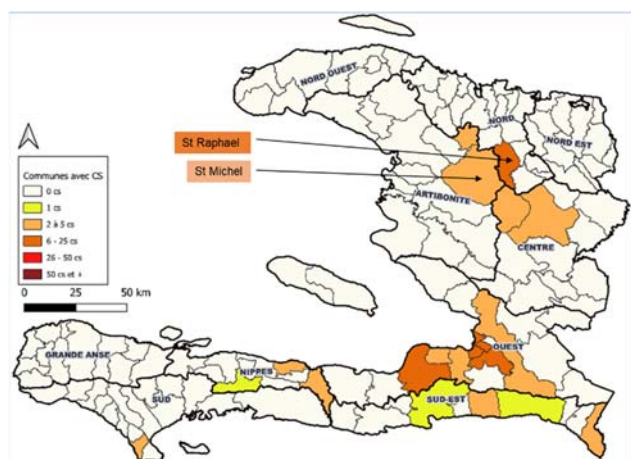 NORD OUEST
NORD
NORD EST
St Raphael
St Michel
ARTIBONITE
CENTRE
Communes avec CS
0 cs
1 cs
2 à 5 cs
6 - 25 cs
26 - 50 cs
50 cs et +
0 25 50 km
OUEST
GRANDE ANSE
NIPPES
SUD
SUD-EST